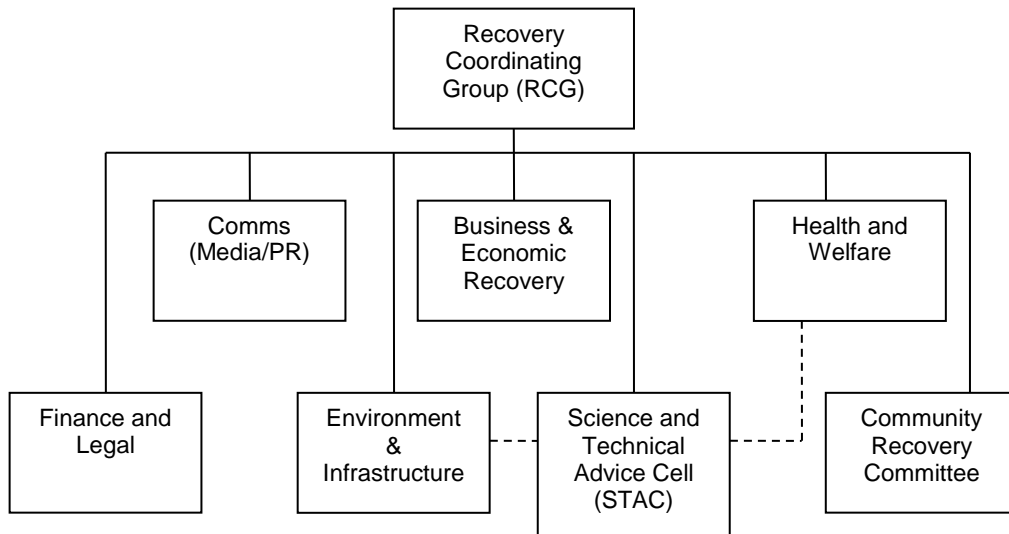 Recovery
Coordinating
Group (RCG)
Comms
(Media/PR)
Business &
Economic
Recovery
Health and
Welfare
Finance and
Legal
Environment
&
Infrastructure
Science and
Technical
Advice Cell
(STAC)
Community
Recovery
Committee